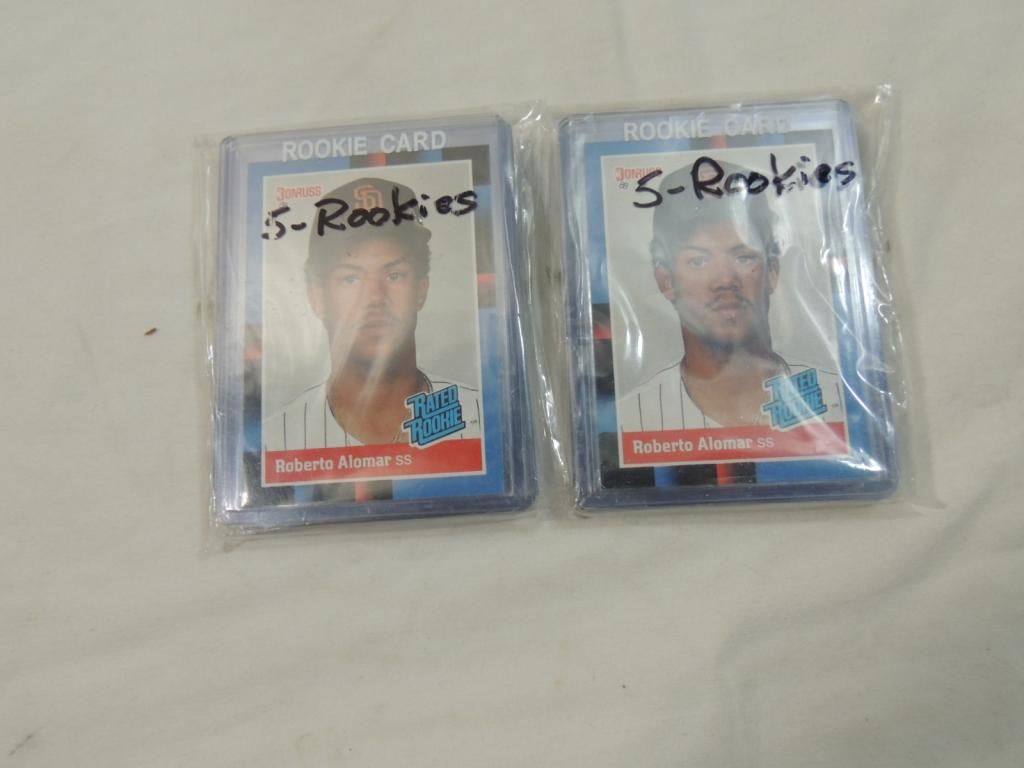 ROOKIE CARD
DONRUSS
SD
5-Rookies
RATED
ROOKIE
Roberto Alomar SS
ROOKIE CARD
DONRUSS
5-Rookies
RATED
ROOKIE
Roberto Alomar SS